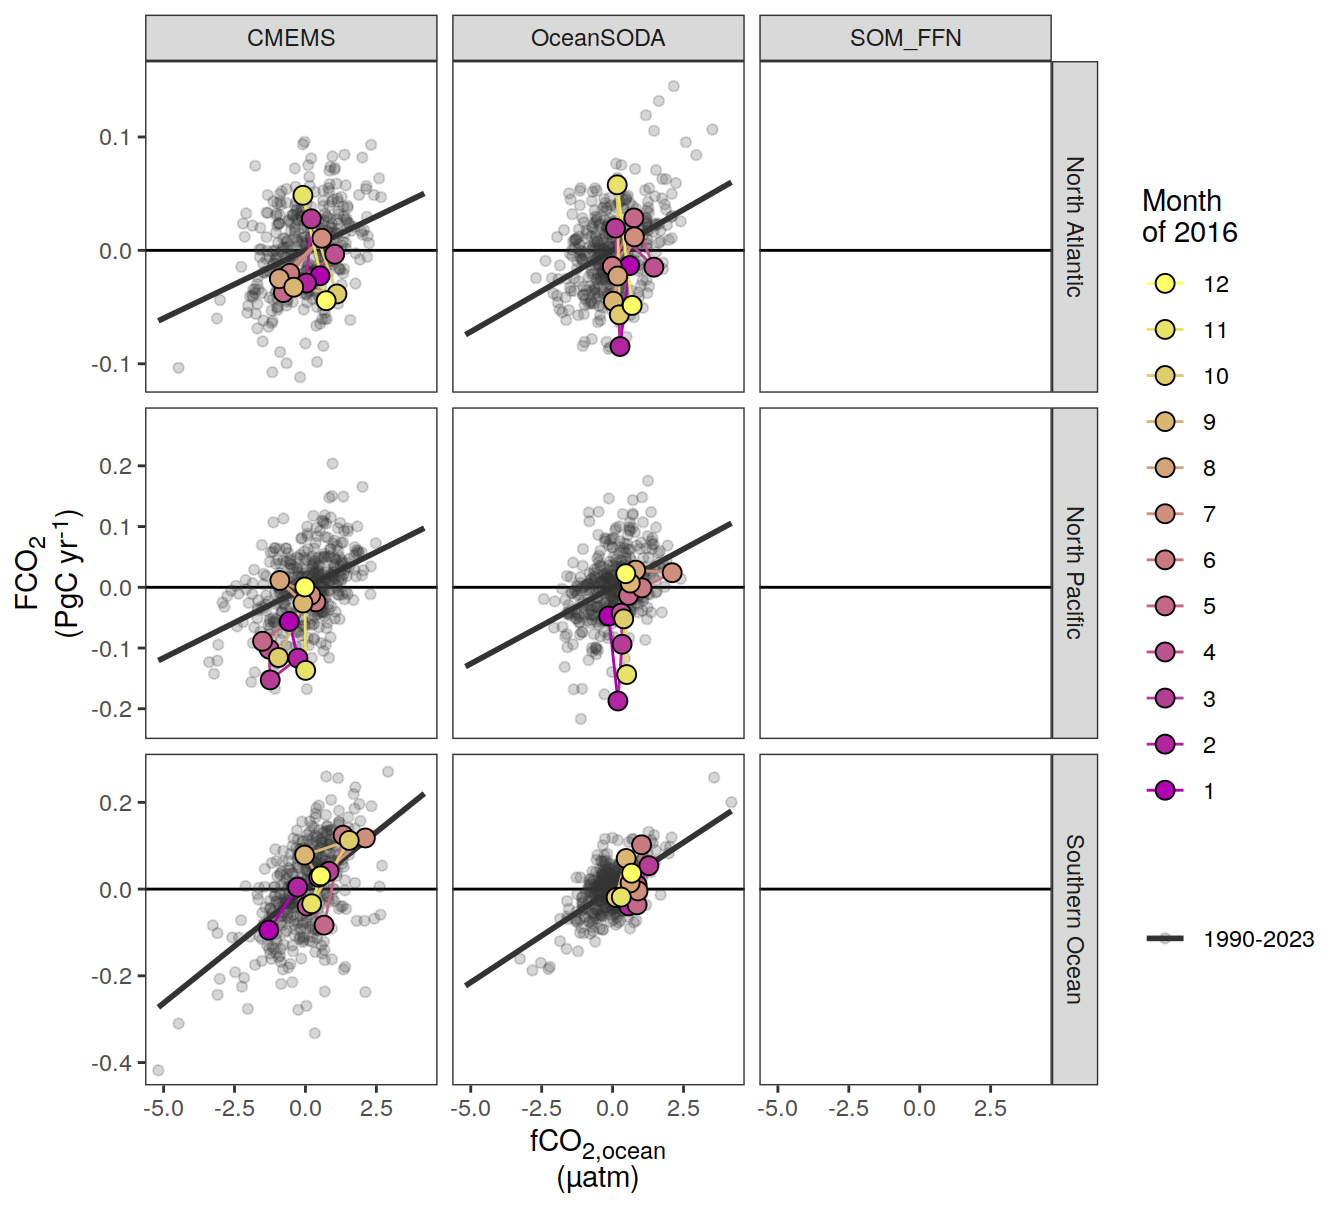 CMEMS
OceanSODA
SOM_FFN
0.1
0.0
-0.1
North Atlantic
0.2
0.1
0.0
-0.1
-0.2
North Pacific
0.2
0.0
-0.2
-0.4
Southern Ocean
-5.0 -2.5 0.0 2.5
-5.0 -2.5 0.0 2.5
-5.0 -2.5 0.0 2.5
FCO₂
(PgC yr⁻¹)
fCO₂,ocean
(µatm)
Month
of 2016
12
11
10
9
8
7
6
5
4
3
2
1
1990-2023